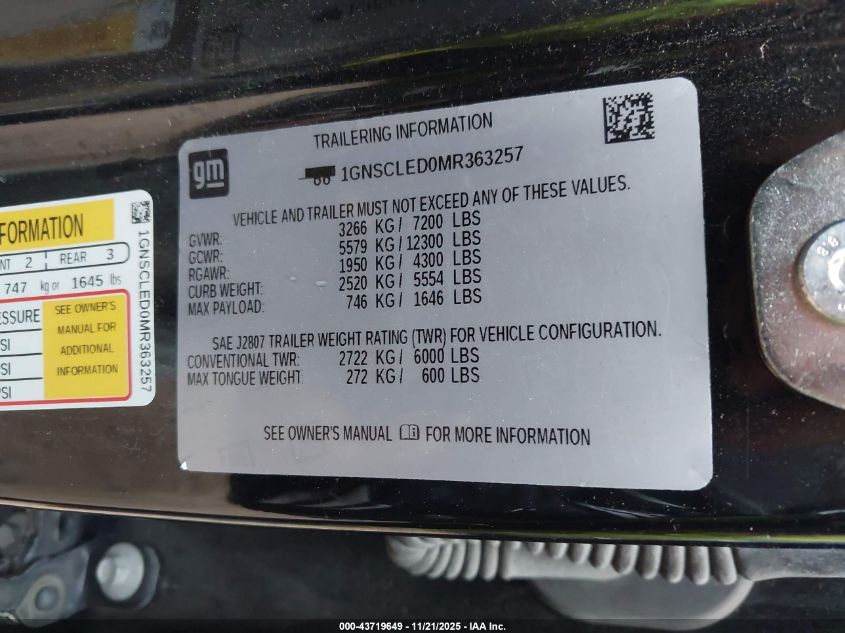 TRAILERING INFORMATION
gm
1GNSCLED0MR363257
VEHICLE AND TRAILER MUST NOT EXCEED ANY OF THESE VALUES.
GVWR: 3266 KG / 7200 LBS
GCWR: 5579 KG / 12300 LBS
RGAWR: 1950 KG / 4300 LBS
CURB WEIGHT: 2520 KG / 5554 LBS
MAX PAYLOAD: 746 KG / 1646 LBS
SAE J2807 TRAILER WEIGHT RATING (TWR) FOR VEHICLE CONFIGURATION.
CONVENTIONAL TWR: 2722 KG / 6000 LBS
MAX TONGUE WEIGHT: 272 KG / 600 LBS
SEE OWNER'S MANUAL FOR MORE INFORMATION
2 REAR 3
747 kg or 1645 lbs
SEE OWNER'S
MANUAL FOR
ADDITIONAL
INFORMATION
1GNSCLED0MR363257
000-43719649 - 11/21/2025 - IAA Inc.